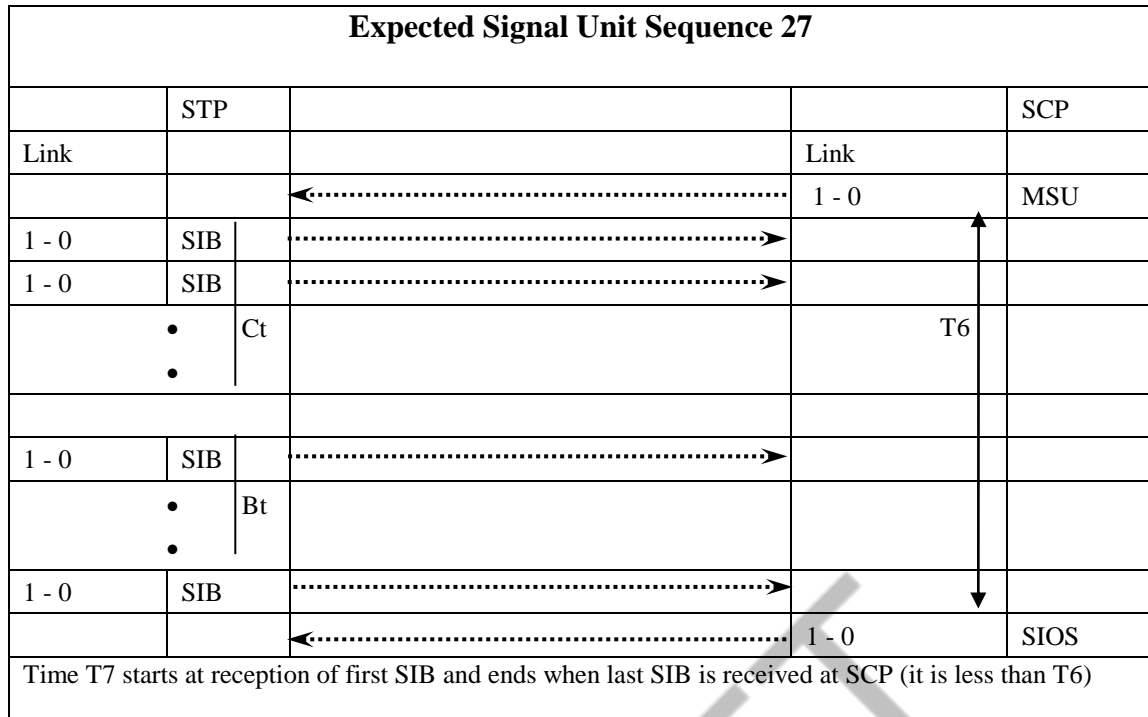 Expected Signal Unit Sequence 27
STP SCP
Link Link
1 - 0 MSU
1 - 0 SIB
1 - 0 SIB
• Ct T6
•
1 - 0 SIB
• Bt
•
1 - 0 SIB
1 - 0 SIOS
Time T7 starts at reception of first SIB and ends when last SIB is received at SCP (it is less than T6)